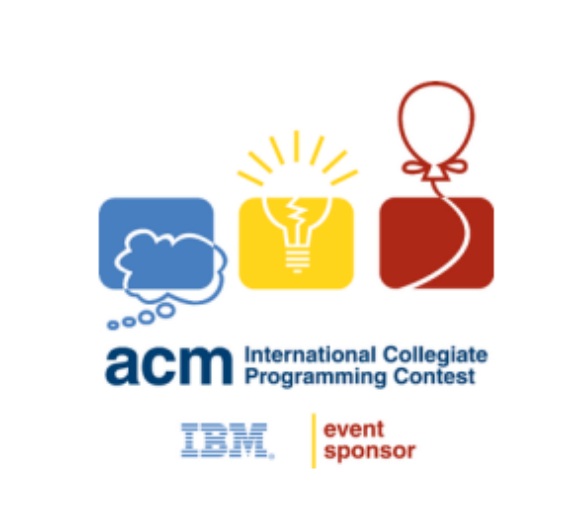 acm International Collegiate
Programming Contest
IBM.
event
sponsor